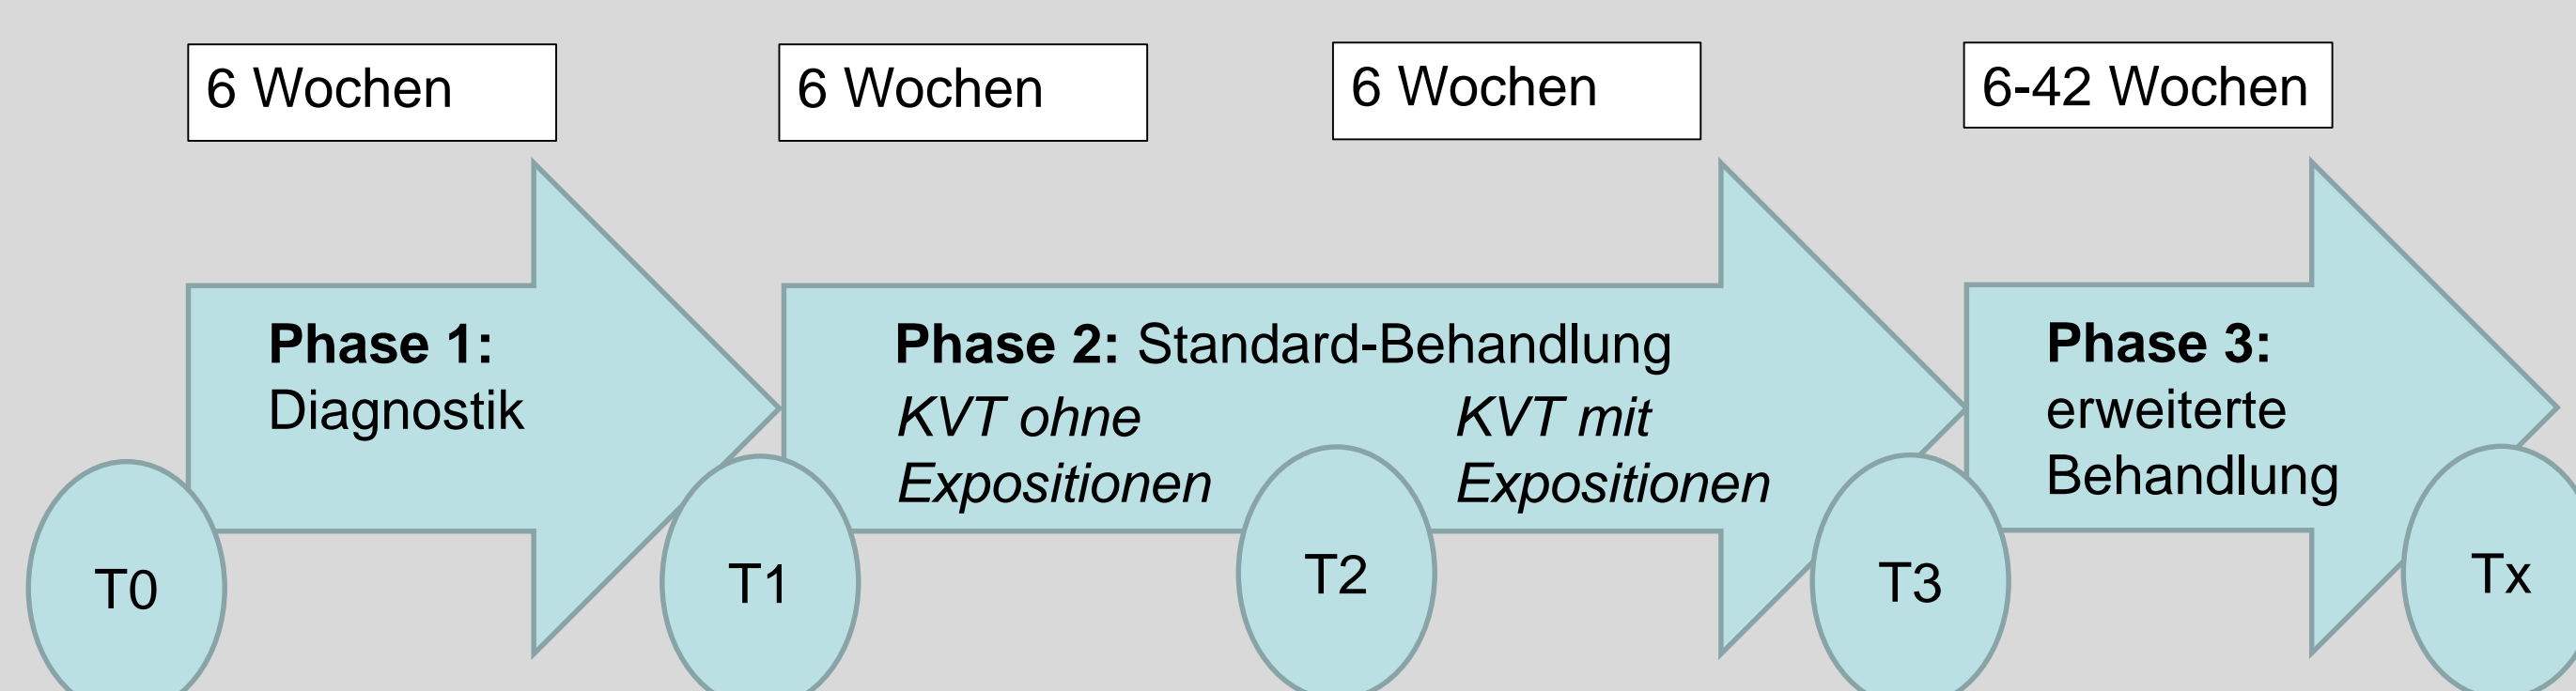 6 Wochen
6 Wochen
6 Wochen
6-42 Wochen
Phase 1:
Diagnostik
Phase 2: Standard-Behandlung
KVT ohne
Expositionen
KVT mit
Expositionen
Phase 3:
erweiterte
Behandlung
T0
T1
T2
T3
Tx